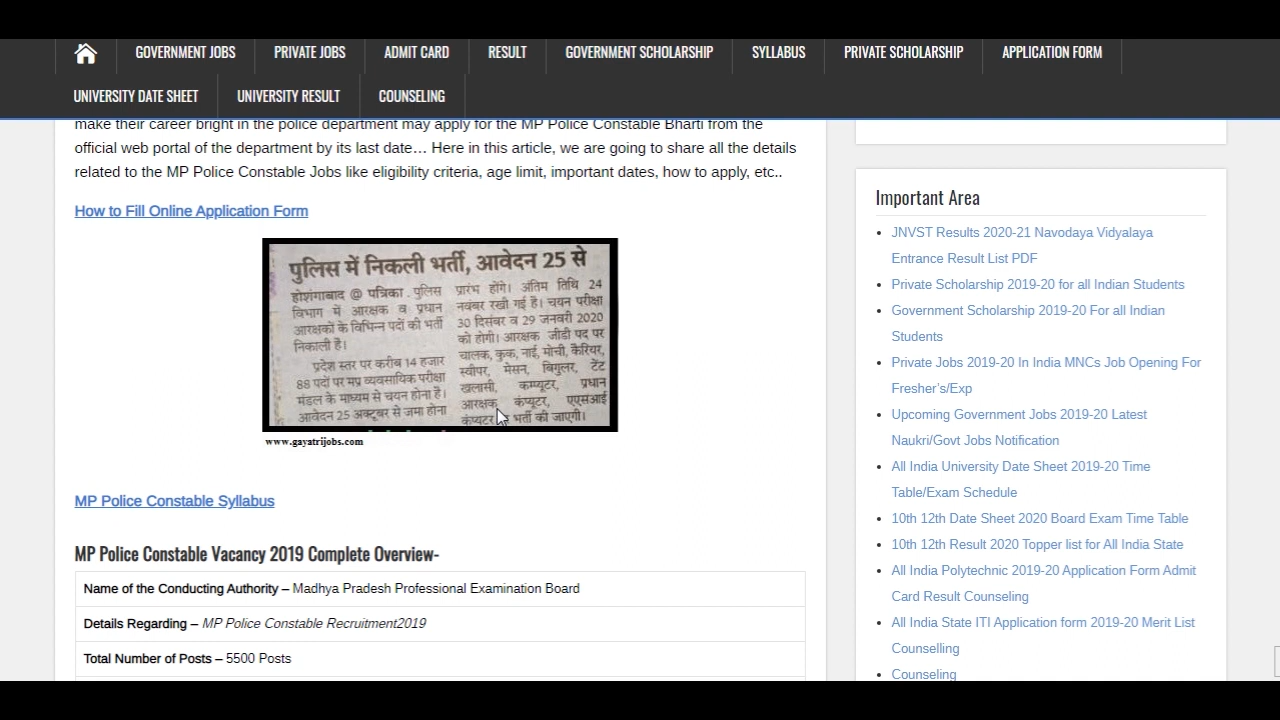 GOVERNMENT JOBS PRIVATE JOBS ADMIT CARD RESULT GOVERNMENT SCHOLARSHIP SYLLABUS PRIVATE SCHOLARSHIP APPLICATION FORM
UNIVERSITY DATE SHEET UNIVERSITY RESULT COUNSELING
make their career bright in the police department may apply for the MP Police Constable Bharti from the
official web portal of the department by its last date… Here in this article, we are going to share all the details
related to the MP Police Constable Jobs like eligibility criteria, age limit, important dates, how to apply, etc..
How to Fill Online Application Form
पुलिस में निकली भर्ती, आवेदन 25 से
होशंगाबाद @ पत्रिका . पुलिस
विभाग में आरक्षक व प्रधान
आरक्षकों के विभिन्न पदों की भर्ती
निकाली है।
प्रदेश स्तर पर करीब 14 हजार
88 पदों पर मप्र व्यवसायिक परीक्षा
मंडल के माध्यम से चयन होना है।
आवेदन 25 अक्टूबर से जमा होना
प्रारंभ होंगे। अंतिम तिथि 24
नवंबर रखी गई है। चयन परीक्षा
30 दिसंबर व 29 जनवरी 2020
को होगी। आरक्षक जीडी पद पर
चालक, कुक, नाई, मोची, कैरियर,
स्वीपर, मेसन, बिगुलर, टेंट
खलासी, कम्प्यूटर, प्रधान
आरक्षक कंप्यूटर, एएसआई
कंप्यूटर भर्ती की जाएगी।
www.gayatrijobs.com
MP Police Constable Syllabus
MP Police Constable Vacancy 2019 Complete Overview-
Name of the Conducting Authority – Madhya Pradesh Professional Examination Board
Details Regarding – MP Police Constable Recruitment2019
Total Number of Posts – 5500 Posts
Important Area
JNVST Results 2020-21 Navodaya Vidyalaya
Entrance Result List PDF
Private Scholarship 2019-20 for all Indian Students
Government Scholarship 2019-20 For all Indian
Students
Private Jobs 2019-20 In India MNCs Job Opening For
Fresher's/Exp
Upcoming Government Jobs 2019-20 Latest
Naukri/Govt Jobs Notification
All India University Date Sheet 2019-20 Time
Table/Exam Schedule
10th 12th Date Sheet 2020 Board Exam Time Table
10th 12th Result 2020 Topper list for All India State
All India Polytechnic 2019-20 Application Form Admit
Card Result Counseling
All India State ITI Application form 2019-20 Merit List
Counselling
Counseling